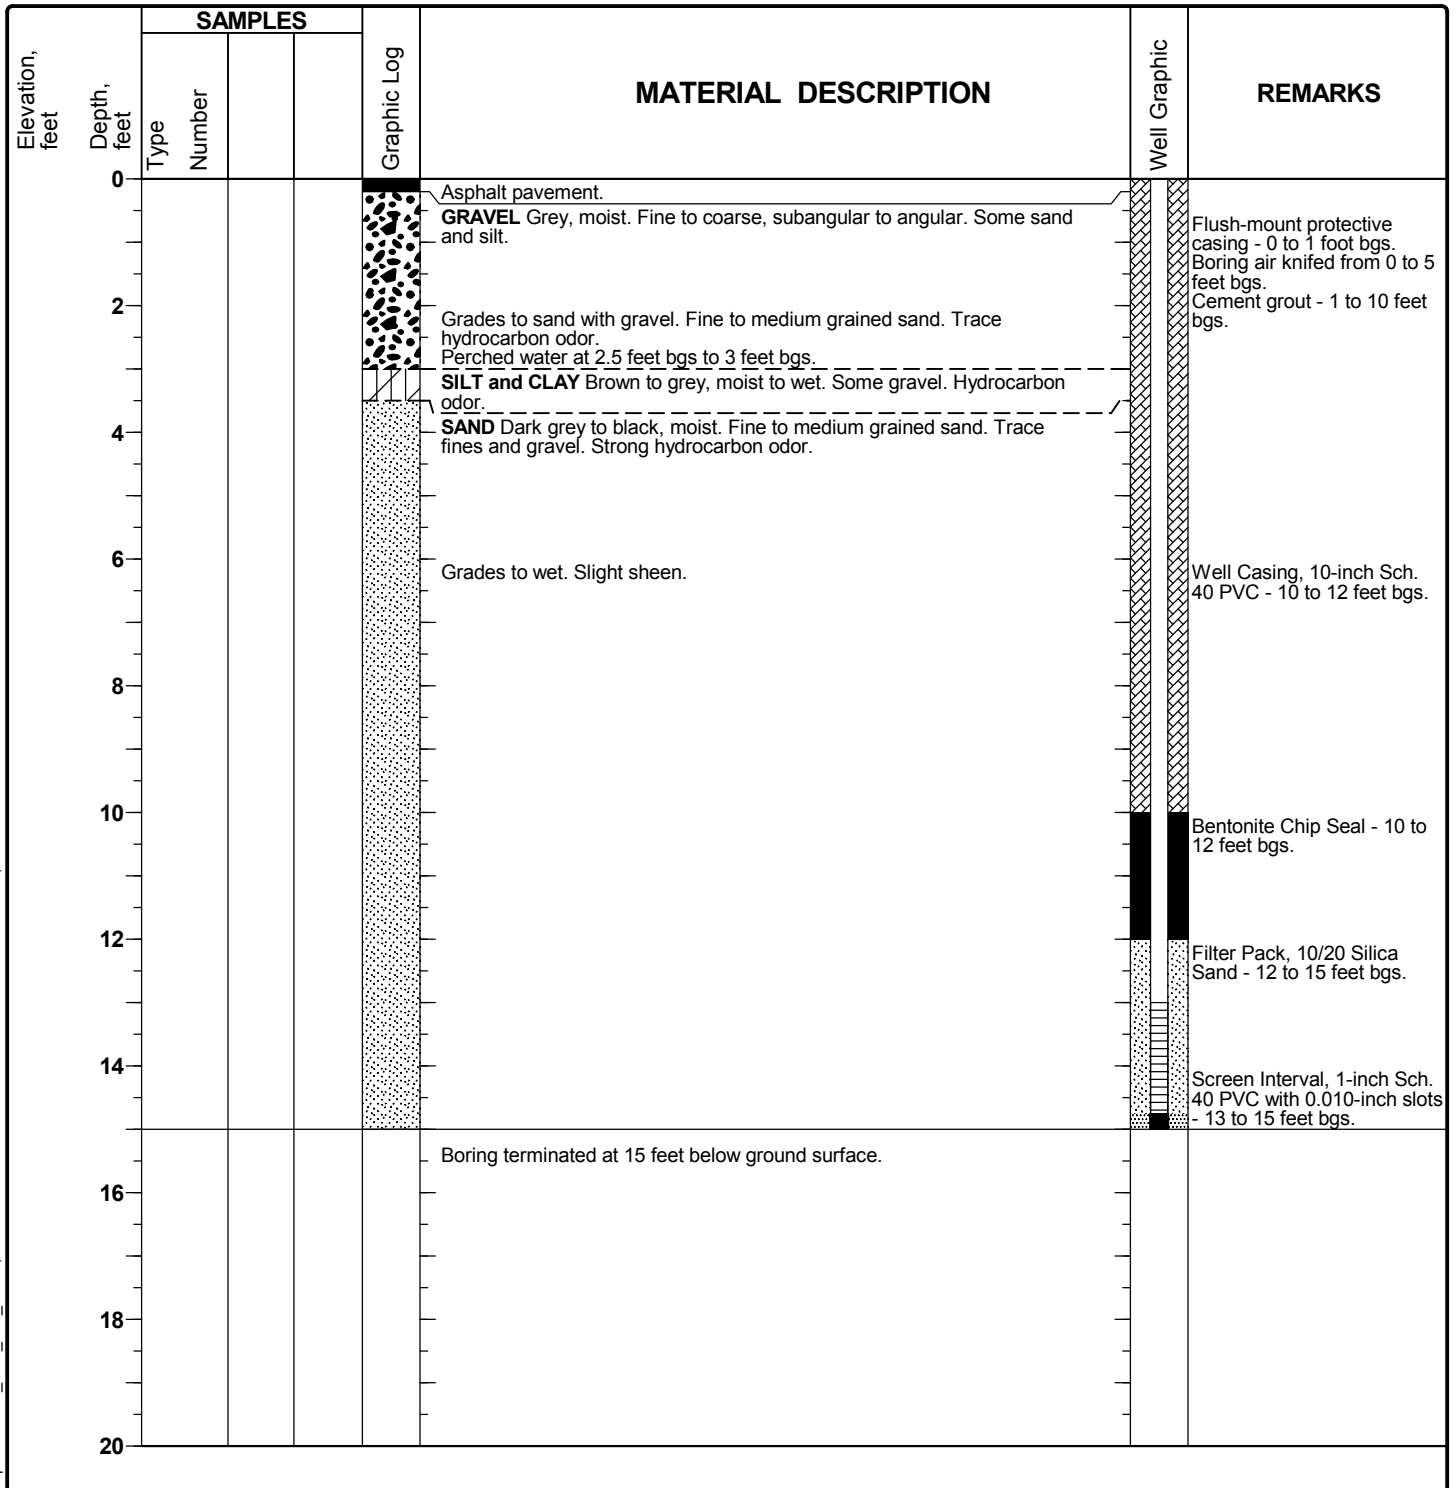 SAMPLES
Elevation,
feet
Depth,
feet
Type
Number
Graphic Log
MATERIAL DESCRIPTION
Well Graphic
REMARKS
0
Asphalt pavement.
GRAVEL Grey, moist. Fine to coarse, subangular to angular. Some sand
and silt.
Flush-mount protective
casing - 0 to 1 foot bgs.
Boring air knifed from 0 to 5
feet bgs.
Cement grout - 1 to 10 feet
bgs.
2
Grades to sand with gravel. Fine to medium grained sand. Trace
hydrocarbon odor.
Perched water at 2.5 feet bgs to 3 feet bgs.
SILT and CLAY Brown to grey, moist to wet. Some gravel. Hydrocarbon
odor.
SAND Dark grey to black, moist. Fine to medium grained sand. Trace
fines and gravel. Strong hydrocarbon odor.
4
6
Grades to wet. Slight sheen.
Well Casing, 10-inch Sch.
40 PVC - 10 to 12 feet bgs.
8
10
Bentonite Chip Seal - 10 to
12 feet bgs.
12
Filter Pack, 10/20 Silica
Sand - 12 to 15 feet bgs.
14
Screen Interval, 1-inch Sch.
40 PVC with 0.010-inch slots
- 13 to 15 feet bgs.
Boring terminated at 15 feet below ground surface.
16
18
20